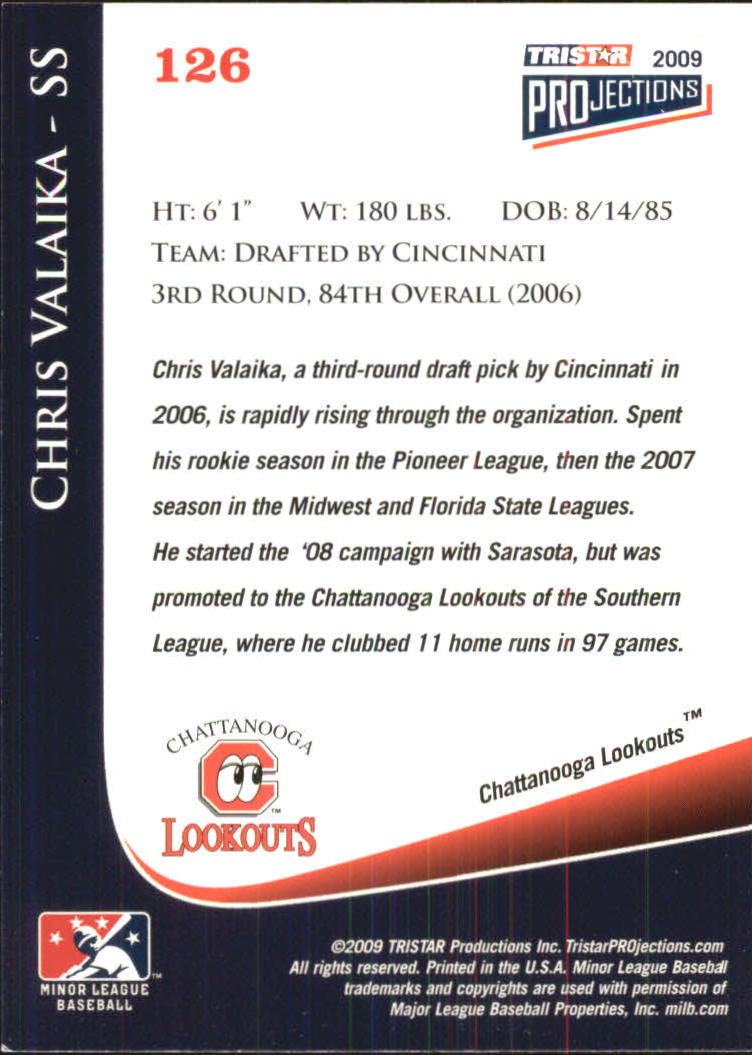 CHRIS VALAIKA - SS
126
TRISTAR 2009
PROJECTIONS
HT: 6' 1" WT: 180 LBS. DOB: 8/14/85
TEAM: DRAFTED BY CINCINNATI
3RD ROUND, 84TH OVERALL (2006)
Chris Valaika, a third-round draft pick by Cincinnati in
2006, is rapidly rising through the organization. Spent
his rookie season in the Pioneer League, then the 2007
season in the Midwest and Florida State Leagues.
He started the '08 campaign with Sarasota, but was
promoted to the Chattanooga Lookouts of the Southern
League, where he clubbed 11 home runs in 97 games.
CHATTANOOGA
C
TM
LOOKOUTS
Chattanooga Lookouts™
MINOR LEAGUE™
BASEBALL
©2009 TRISTAR Productions Inc. TristarPROjections.com
All rights reserved. Printed in the U.S.A. Minor League Baseball
trademarks and copyrights are used with permission of
Major League Baseball Properties, Inc. milb.com